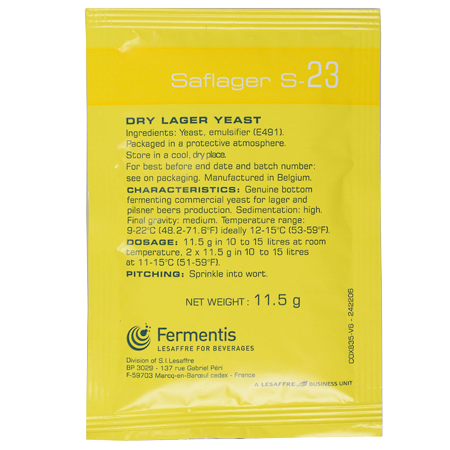 Saflager S-23
DRY LAGER YEAST
Ingredients: Yeast, emulsifier (E491).
Packaged in a protective atmosphere.
Store in a cool, dry place.
For best before end date and batch number:
see on packaging. Manufactured in Belgium.
CHARACTERISTICS: Genuine bottom
fermenting commercial yeast for lager and
pilsner beers production. Sedimentation: high.
Final gravity: medium. Temperature range:
9-22°C (48.2-71.6°F) ideally 12-15°C (53-59°F).
DOSAGE: 11.5 g in 10 to 15 litres at room
temperature, 2 x 11.5 g in 10 to 15 litres
at 11-15°C (51-59°F).
PITCHING: Sprinkle into wort.
NET WEIGHT: 11.5 g
Fermentis
LESAFFRE FOR BEVERAGES
Division of S.I.Lesaffre
BP 3029 - 137 rue Gabriel Péri
F-59703 Marcq-en-Barœul cedex - France
A LESAFFRE BUSINESS UNIT
- 242206